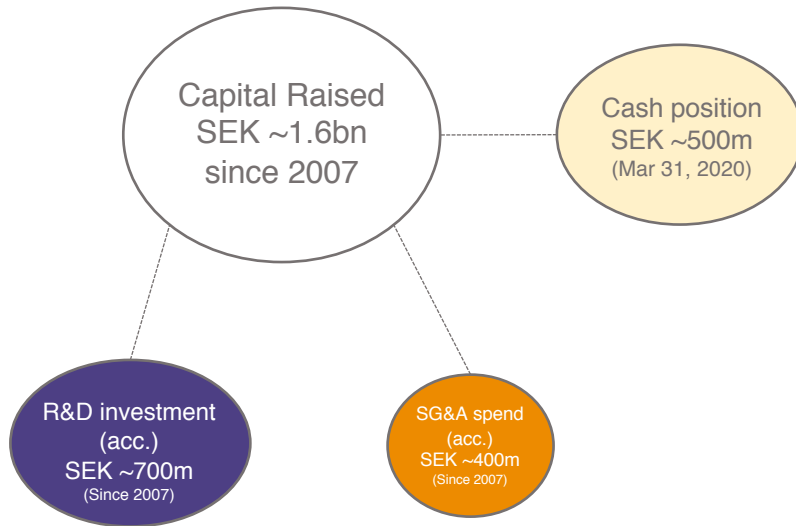 Capital Raised
SEK ~1.6bn
since 2007
Cash position
SEK ~500m
(Mar 31, 2020)
R&D investment
(acc.)
SEK ~700m
(Since 2007)
SG&A spend
(acc.)
SEK ~400m
(Since 2007)